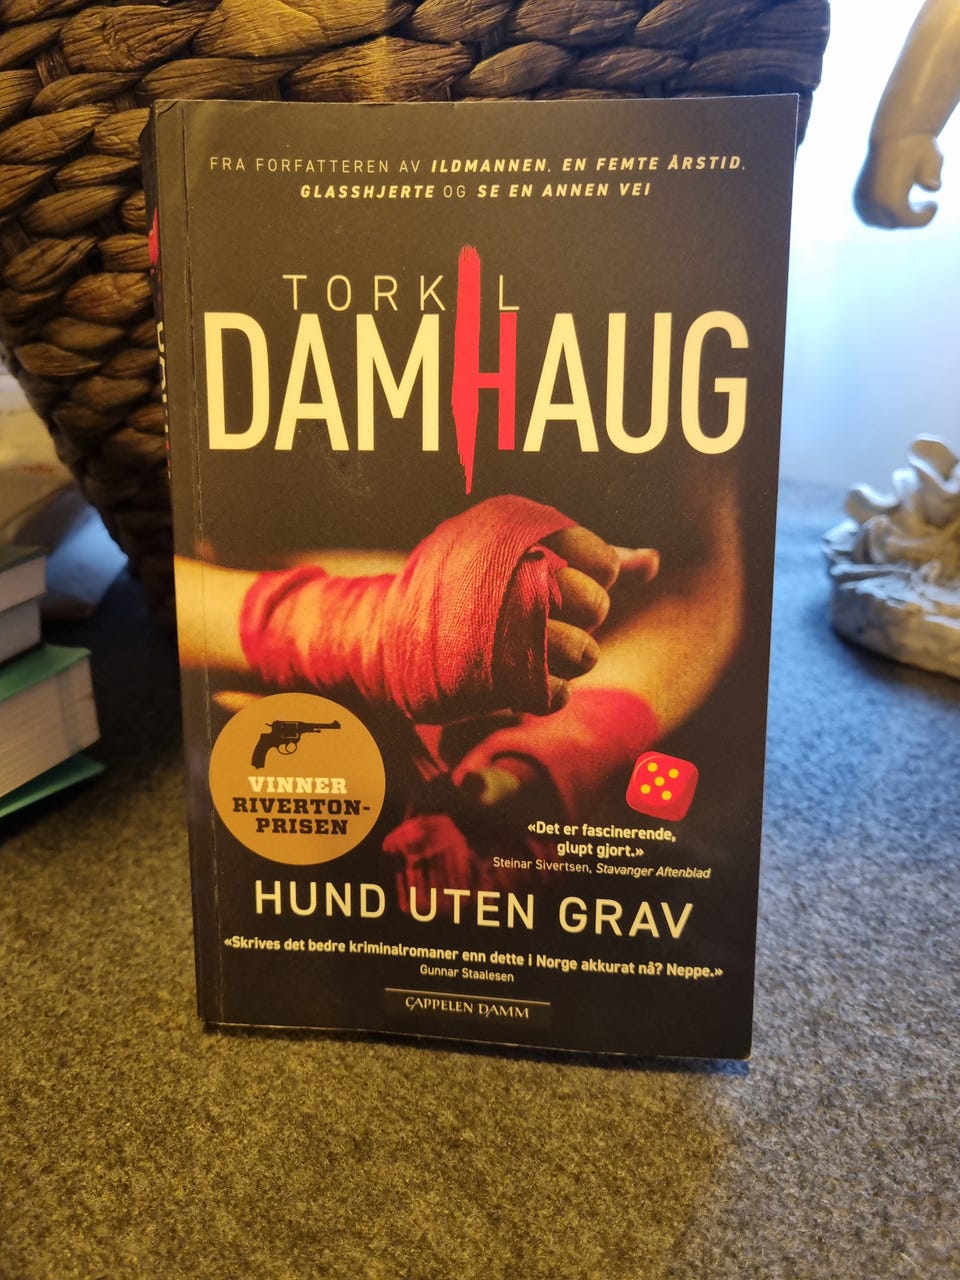 FRA FORFATTEREN AV ILDMANNEN, EN FEMTE ÅRSTID,
GLASSHJERTE OG SE EN ANNEN VEI
TORKIL
DAMHAUG
VINNER
RIVERTON-
PRISEN
«Det er fascinerende,
glupt gjort.»
Steinar Sivertsen, Stavanger Aftenblad
HUND UTEN GRAV
«Skrives det bedre kriminalromaner enn dette i Norge akkurat nå? Neppe.»
Gunnar Staalesen
CAPPELEN DAMM